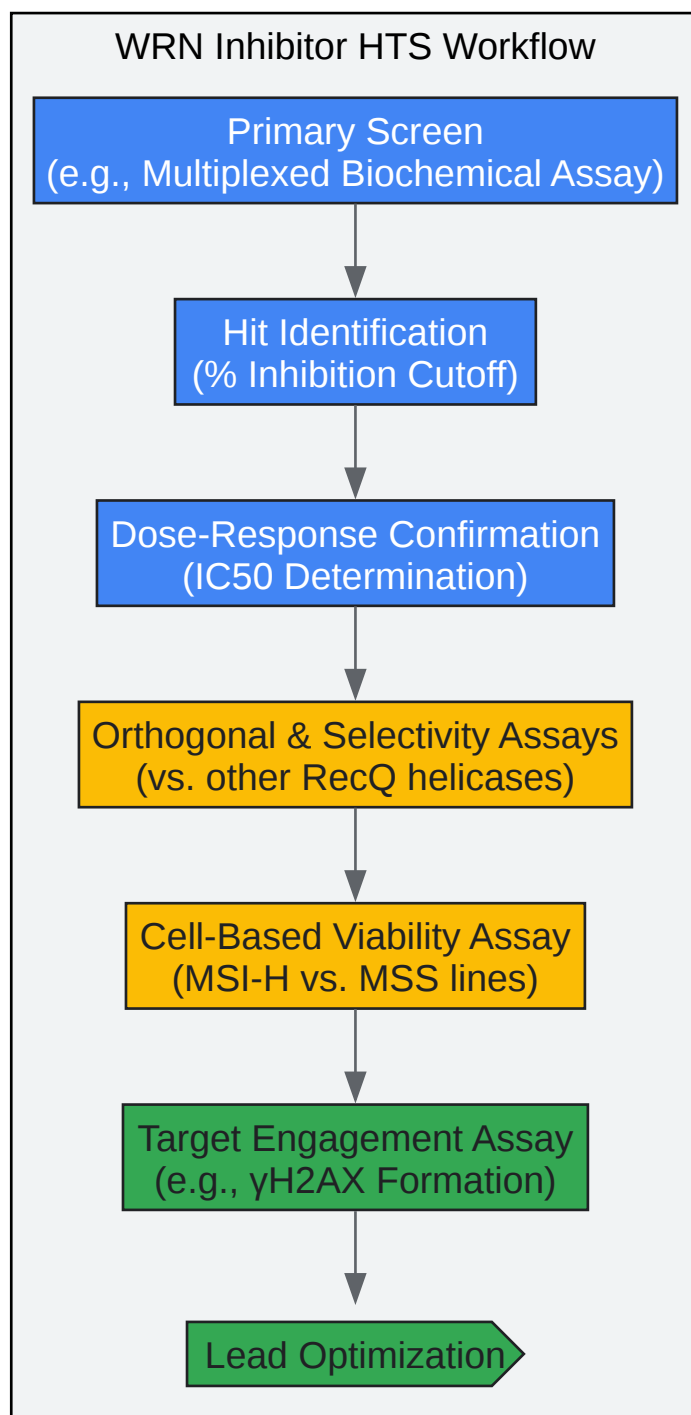 WRN Inhibitor HTS Workflow
Primary Screen
(e.g., Multiplexed Biochemical Assay)
Hit Identification
(% Inhibition Cutoff)
Dose-Response Confirmation
(IC50 Determination)
Orthogonal & Selectivity Assays
(vs. other RecQ helicases)
Cell-Based Viability Assay
(MSI-H vs. MSS lines)
Target Engagement Assay
(e.g., γH2AX Formation)
Lead Optimization